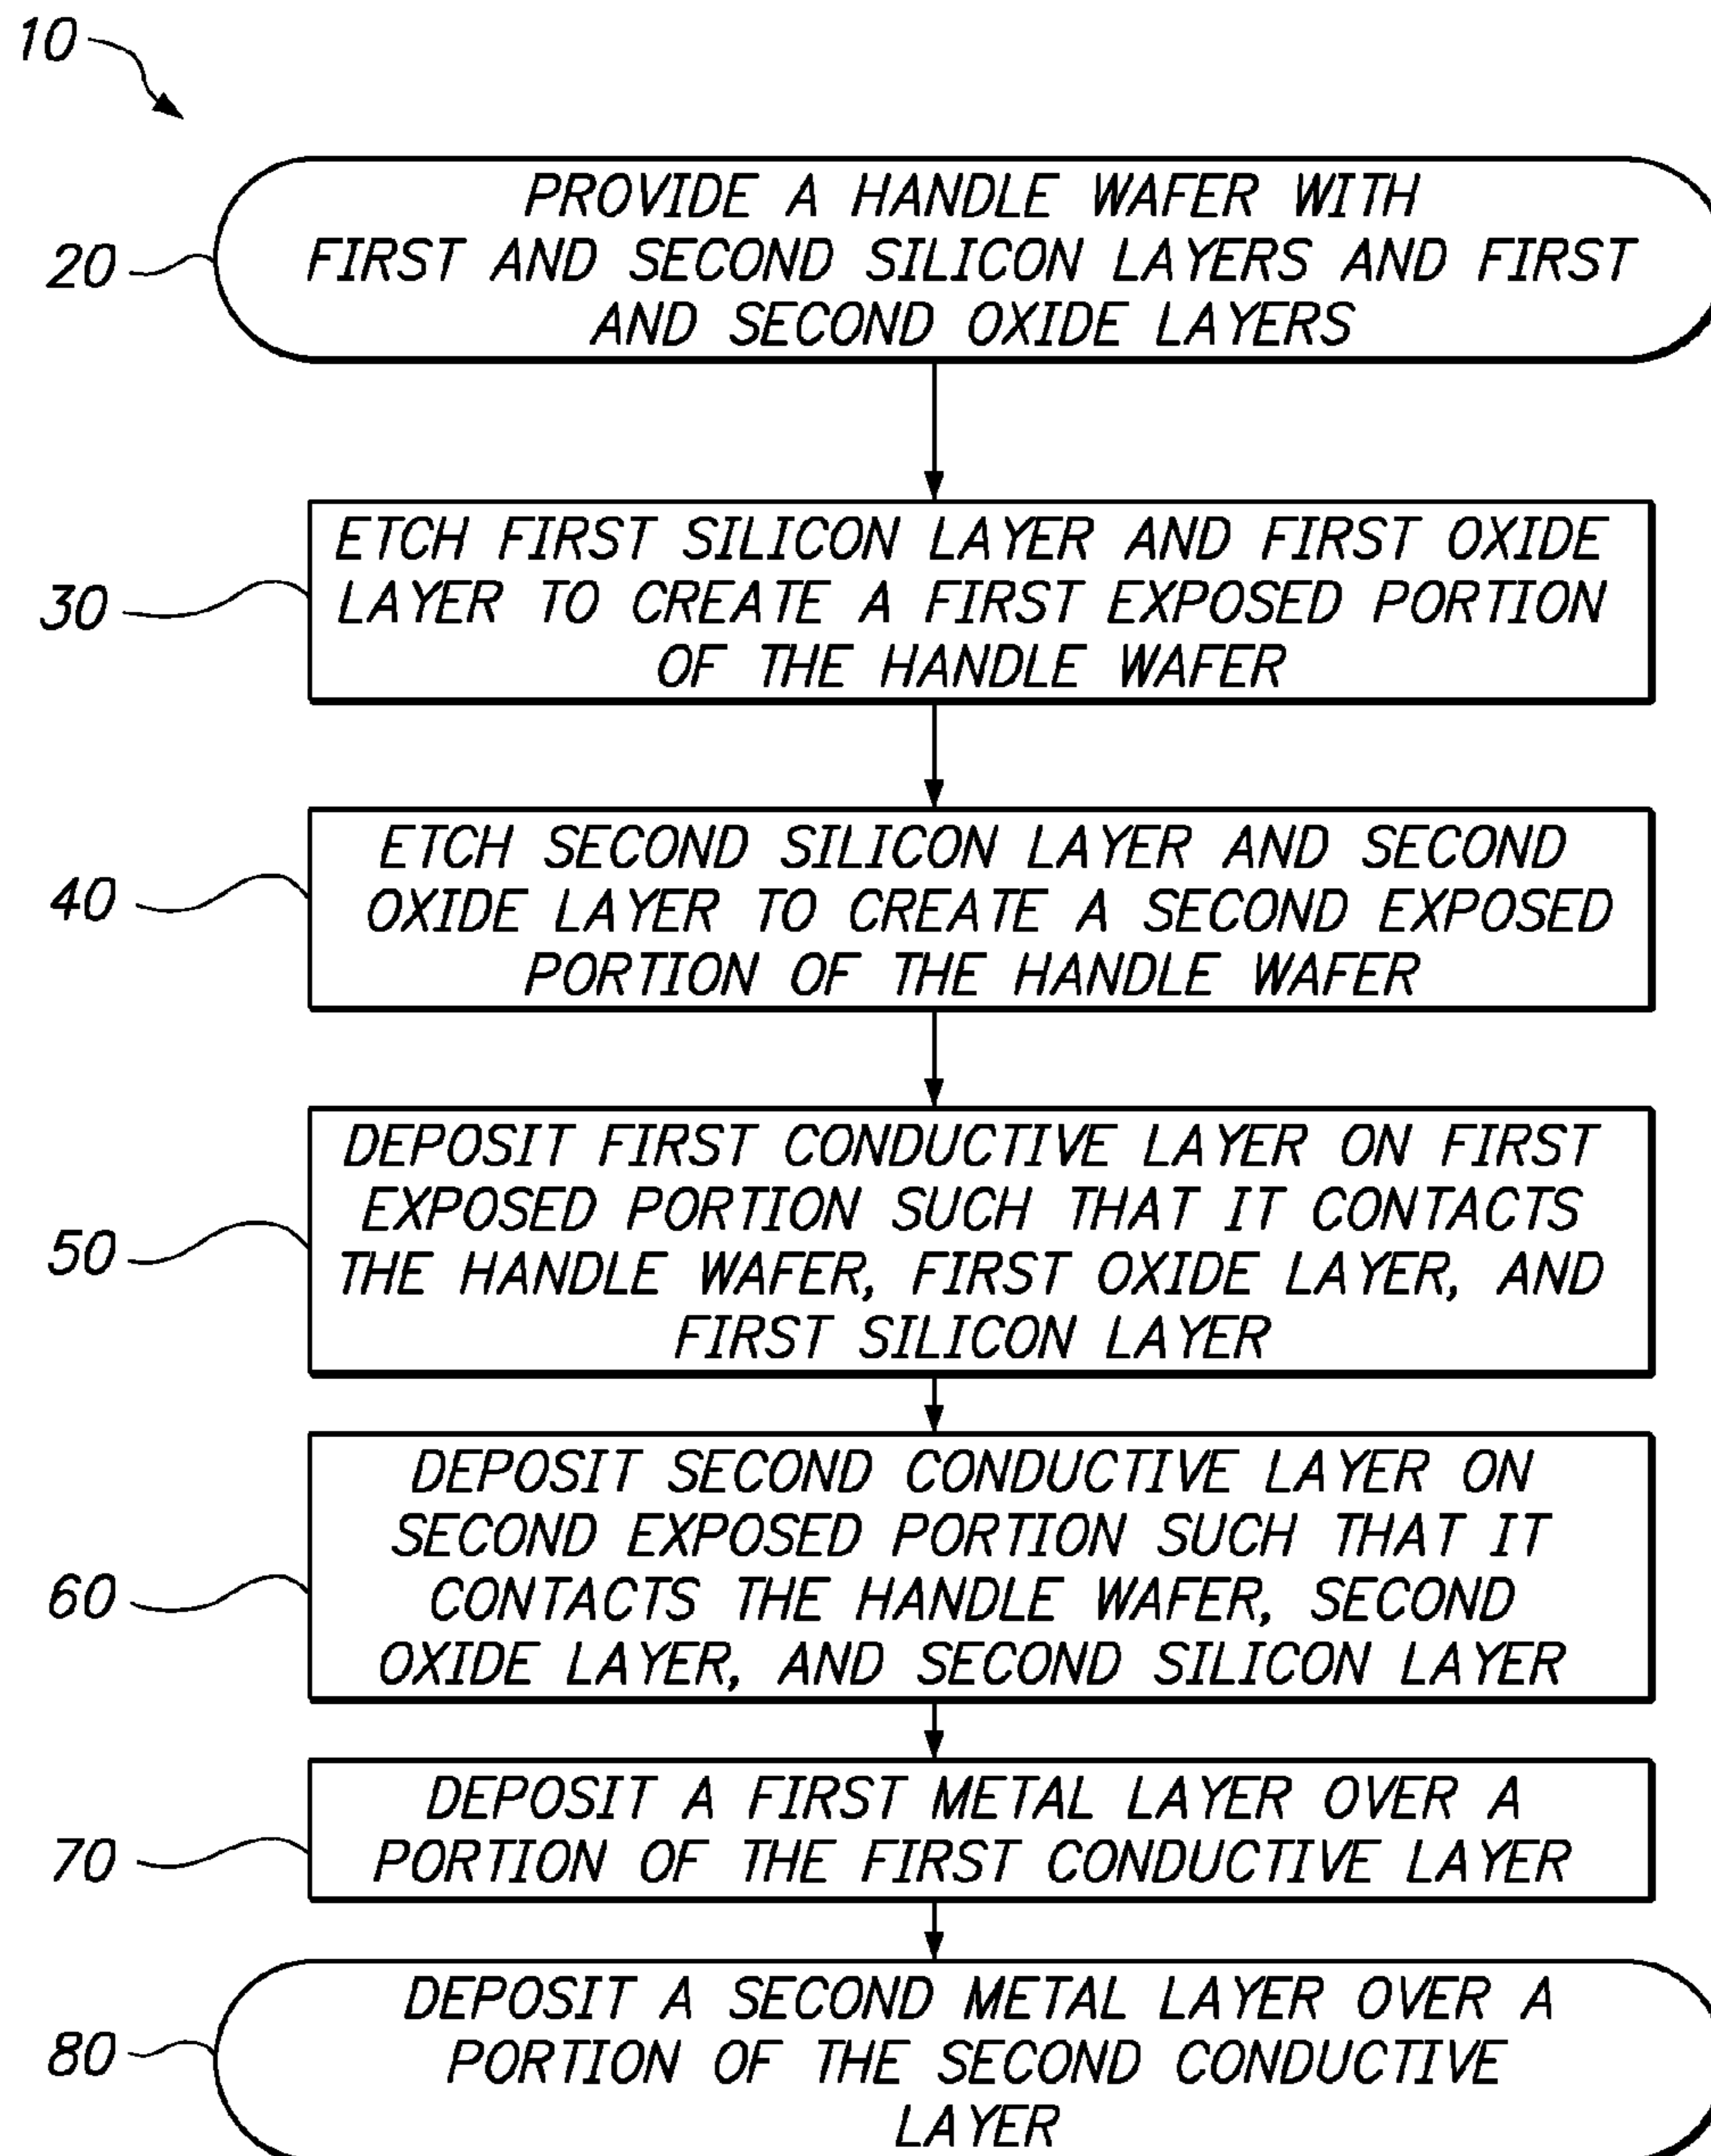 10
20
PROVIDE A HANDLE WAFER WITH
FIRST AND SECOND SILICON LAYERS AND FIRST
AND SECOND OXIDE LAYERS
30
ETCH FIRST SILICON LAYER AND FIRST OXIDE
LAYER TO CREATE A FIRST EXPOSED PORTION
OF THE HANDLE WAFER
40
ETCH SECOND SILICON LAYER AND SECOND
OXIDE LAYER TO CREATE A SECOND EXPOSED
PORTION OF THE HANDLE WAFER
50
DEPOSIT FIRST CONDUCTIVE LAYER ON FIRST
EXPOSED PORTION SUCH THAT IT CONTACTS
THE HANDLE WAFER, FIRST OXIDE LAYER, AND
FIRST SILICON LAYER
60
DEPOSIT SECOND CONDUCTIVE LAYER ON
SECOND EXPOSED PORTION SUCH THAT IT
CONTACTS THE HANDLE WAFER, SECOND
OXIDE LAYER, AND SECOND SILICON LAYER
70
DEPOSIT A FIRST METAL LAYER OVER A
PORTION OF THE FIRST CONDUCTIVE LAYER
80
DEPOSIT A SECOND METAL LAYER OVER A
PORTION OF THE SECOND CONDUCTIVE
LAYER